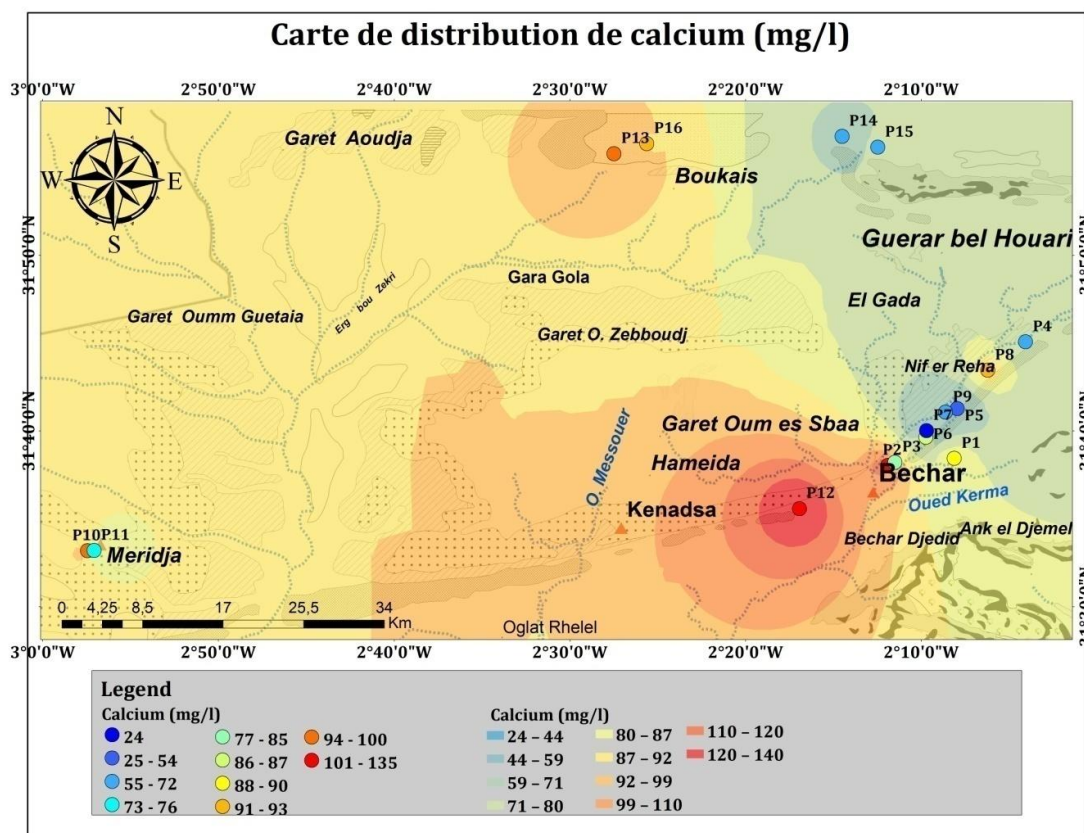 Carte de distribution de calcium (mg/l)
3°0'0"W 2°50'0"W 2°40'0"W 2°30'0"W 2°20'0"W 2°10'0"W
N
W E
S
Garet Aoudja
P13 P16
P14
P15
Boukais
Guerar bel Houari
31°50'0"N
Gara Gola
El Gada
Erg bou Zekri
Garet Oumm Guetaia
Garet O. Zebboudj
P4
Nif er Reha
P8
P9
P7 P5
P6
31°40'0"N
Garet Oum es Sbaa
P2 P3
P1
O. Messouer
Hameida
Bechar
Kenadsa
P12
Oued Kerma
Ank el Djemel
Bechar Djedid
P10 P11
Meridja
0 4,25 8,5 17 25,5 34
Km
Oglat Rhelel
3°0'0"W 2°50'0"W 2°40'0"W 2°30'0"W 2°20'0"W 2°10'0"W
Legend
Calcium (mg/l)
24
25 - 54
55 - 72
73 - 76
77 - 85
86 - 87
88 - 90
91 - 93
94 - 100
101 - 135
Calcium (mg/l)
24 – 44
44 – 59
59 – 71
71 – 80
80 – 87
87 – 92
92 – 99
99 – 110
110 – 120
120 – 140